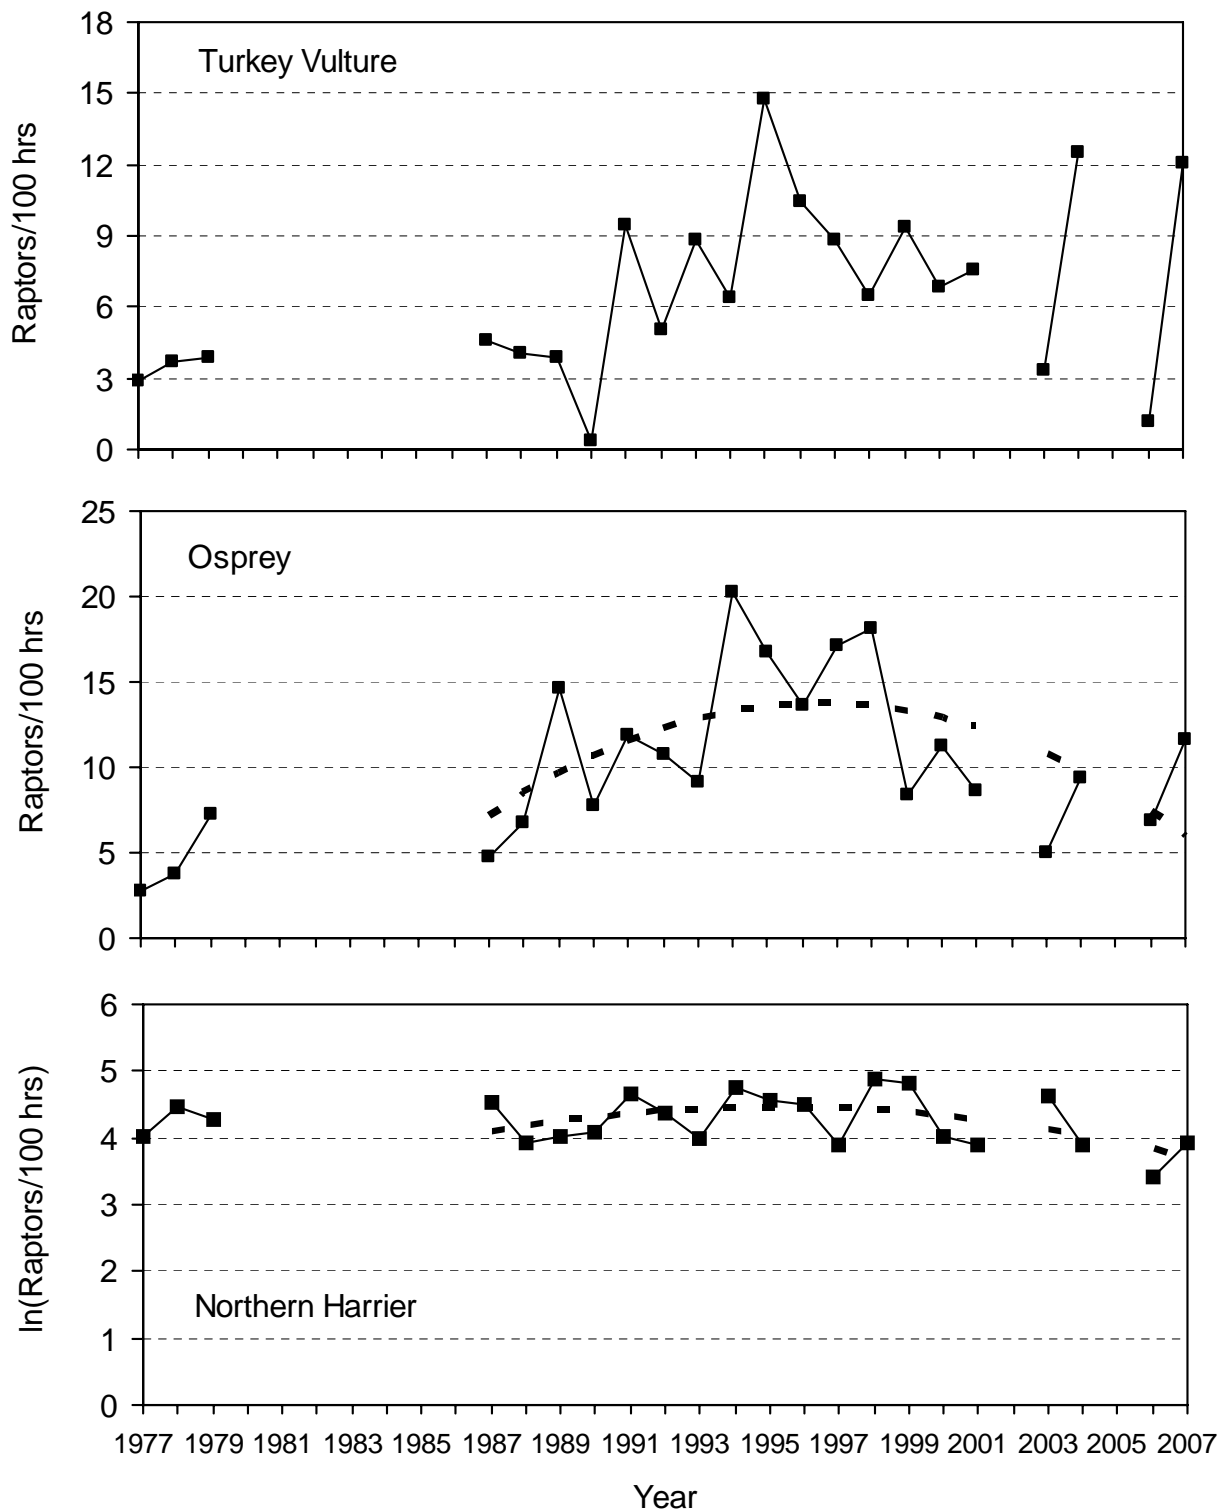 18
Turkey Vulture
15
12
9
6
3
0
Raptors/100 hrs
25
Osprey
20
15
10
5
0
Raptors/100 hrs
6
5
4
3
2
Northern Harrier
1
0
ln(Raptors/100 hrs)
1977 1979 1981 1983 1985 1987 1989 1991 1993 1995 1997 1999 2001 2003 2005 2007
Year